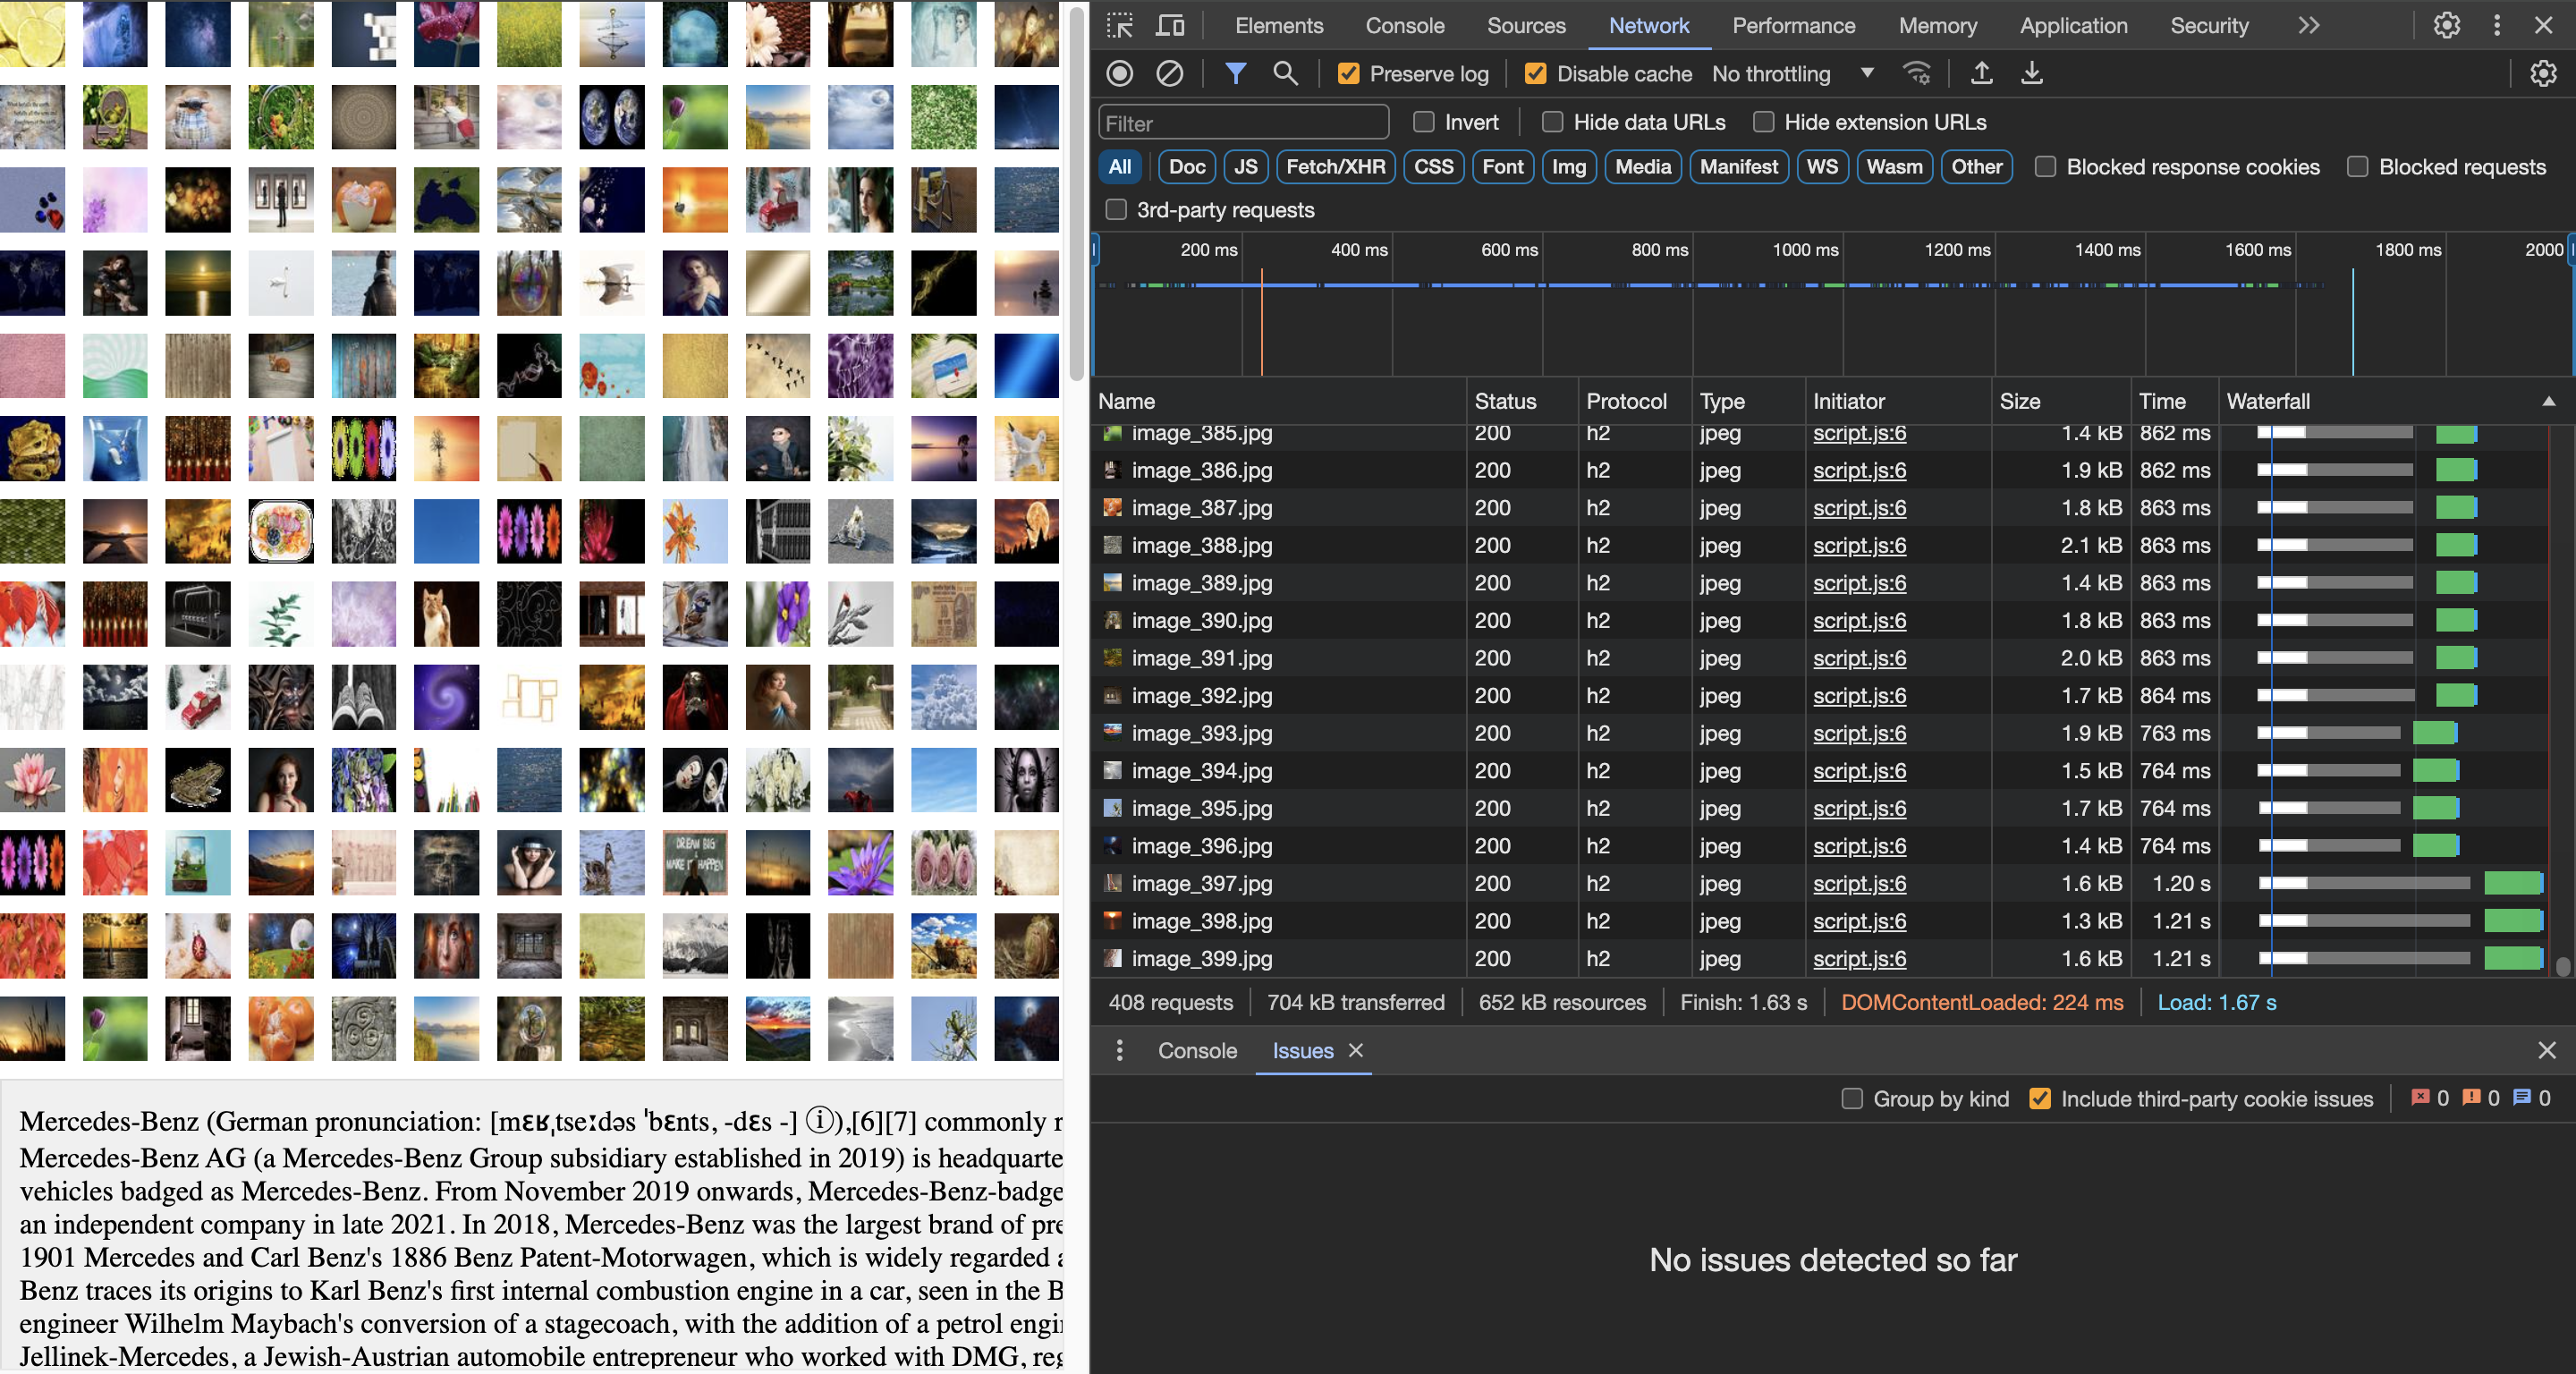 Elements Console Sources Network Performance Memory Application Security
Preserve log Disable cache No throttling
Filter Invert Hide data URLs Hide extension URLs
All Doc JS Fetch/XHR CSS Font Img Media Manifest WS Wasm Other Blocked response cookies Blocked requests
3rd-party requests
200 ms 400 ms 600 ms 800 ms 1000 ms 1200 ms 1400 ms 1600 ms 1800 ms 2000
Name Status Protocol Type Initiator Size Time Waterfall
image_385.jpg 200 h2 jpeg script.js:6 1.4 kB 862 ms
image_386.jpg 200 h2 jpeg script.js:6 1.9 kB 862 ms
image_387.jpg 200 h2 jpeg script.js:6 1.8 kB 863 ms
image_388.jpg 200 h2 jpeg script.js:6 2.1 kB 863 ms
image_389.jpg 200 h2 jpeg script.js:6 1.4 kB 863 ms
image_390.jpg 200 h2 jpeg script.js:6 1.8 kB 863 ms
image_391.jpg 200 h2 jpeg script.js:6 2.0 kB 863 ms
image_392.jpg 200 h2 jpeg script.js:6 1.7 kB 864 ms
image_393.jpg 200 h2 jpeg script.js:6 1.9 kB 763 ms
image_394.jpg 200 h2 jpeg script.js:6 1.5 kB 764 ms
image_395.jpg 200 h2 jpeg script.js:6 1.7 kB 764 ms
image_396.jpg 200 h2 jpeg script.js:6 1.4 kB 764 ms
image_397.jpg 200 h2 jpeg script.js:6 1.6 kB 1.20 s
image_398.jpg 200 h2 jpeg script.js:6 1.3 kB 1.21 s
image_399.jpg 200 h2 jpeg script.js:6 1.6 kB 1.21 s
408 requests 704 kB transferred 652 kB resources Finish: 1.63 s DOMContentLoaded: 224 ms Load: 1.67 s
Console Issues
Group by kind Include third-party cookie issues 0 0 0
No issues detected so far
DREAM BIG
MAKE IT HAPPEN
Mercedes-Benz (German pronunciation: [mɛʁˌtseːdəs ˈbɛnts, -dɛs -] ⓘ),[6][7] commonly r
Mercedes-Benz AG (a Mercedes-Benz Group subsidiary established in 2019) is headquarte
vehicles badged as Mercedes-Benz. From November 2019 onwards, Mercedes-Benz-badge
an independent company in late 2021. In 2018, Mercedes-Benz was the largest brand of pre
1901 Mercedes and Carl Benz's 1886 Benz Patent-Motorwagen, which is widely regarded a
Benz traces its origins to Karl Benz's first internal combustion engine in a car, seen in the B
engineer Wilhelm Maybach's conversion of a stagecoach, with the addition of a petrol engi
Jellinek-Mercedes, a Jewish-Austrian automobile entrepreneur who worked with DMG, reg